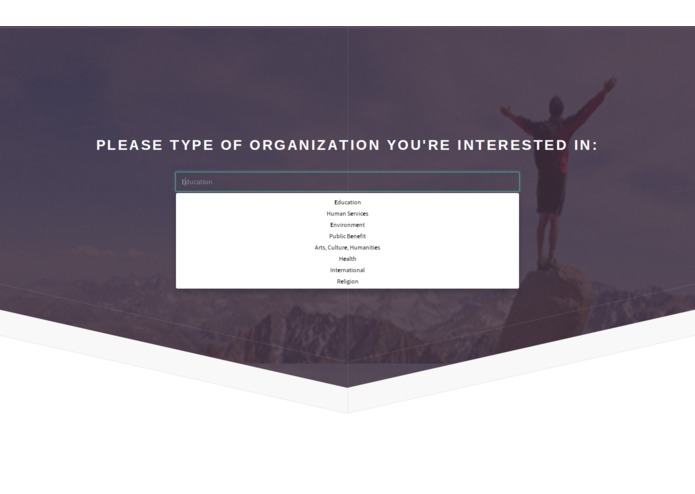 PLEASE TYPE OF ORGANIZATION YOU'RE INTERESTED IN:
Education
Education
Human Services
Environment
Public Benefit
Arts, Culture, Humanities
Health
International
Religion